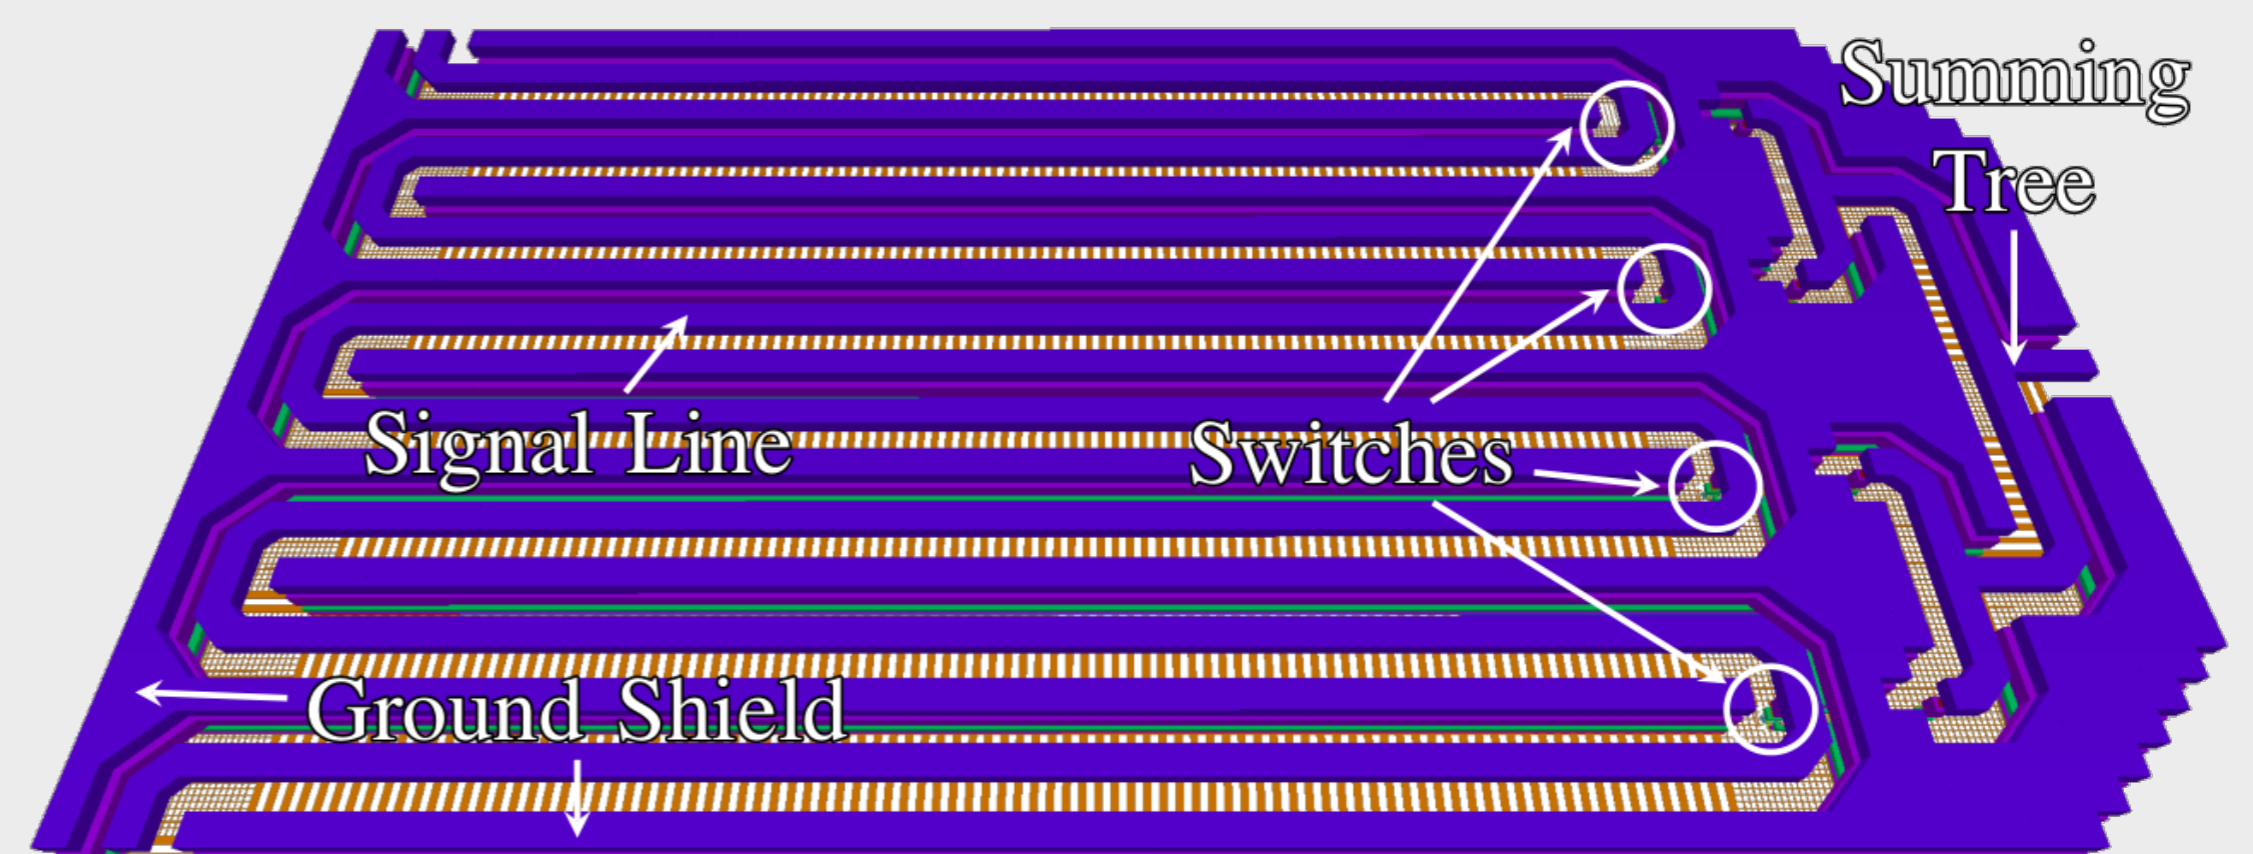 Summing
Tree
Signal Line
Switches
Ground Shield